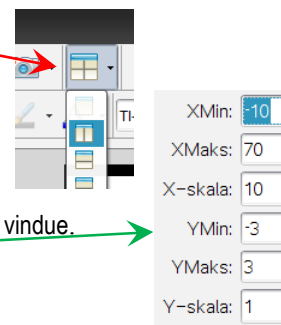 TI-
XMin: -10
XMaks: 70
X-skala: 10
vindue.
YMin: -3
YMaks: 3
Y-skala: 1